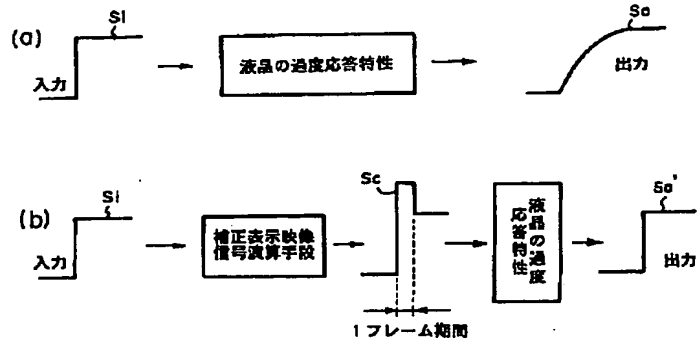 (a)
Si
入力
液晶の過度応答特性
So
出力
(b)
Si
入力
補正表示映像
信号演算手段
Sc
1フレーム期間
液晶の過度
応答特性
So'
出力